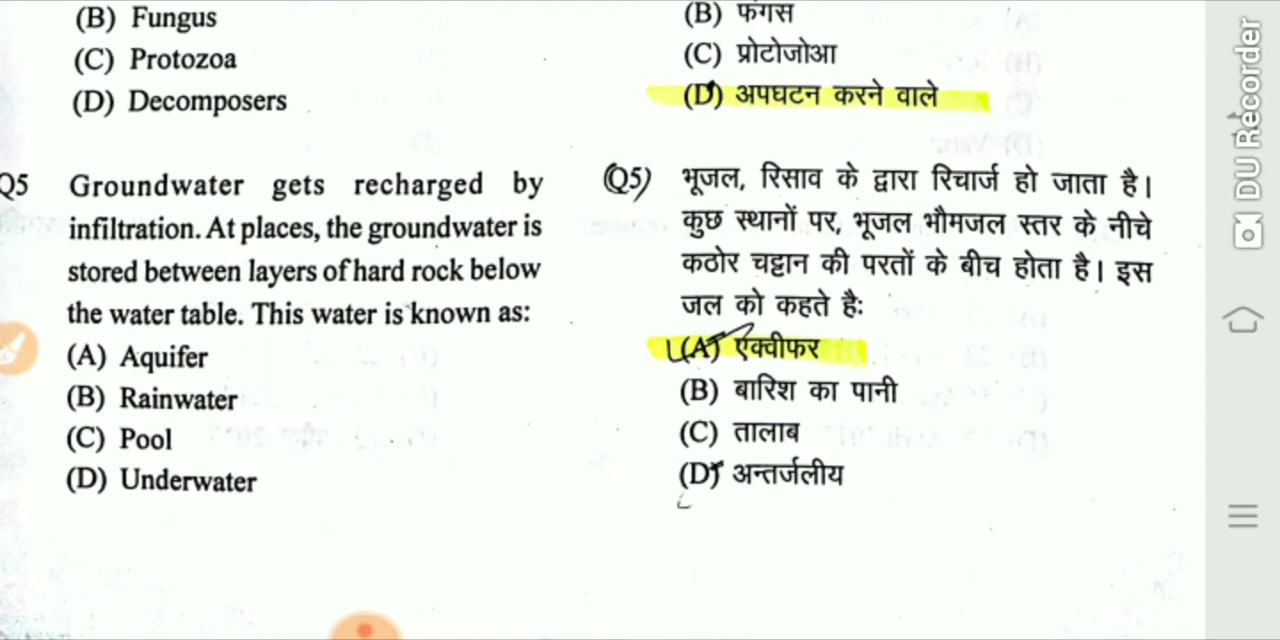 (B) Fungus
(C) Protozoa
(D) Decomposers
Q5 Groundwater gets recharged by
infiltration. At places, the groundwater is
stored between layers of hard rock below
the water table. This water is known as:
(A) Aquifer
(B) Rainwater
(C) Pool
(D) Underwater
(B) फंगस
(C) प्रोटोजोआ
(D) अपघटन करने वाले
Q5) भूजल, रिसाव के द्वारा रिचार्ज हो जाता है।
कुछ स्थानों पर, भूजल भौमजल स्तर के नीचे
कठोर चट्टान की परतों के बीच होता है। इस
जल को कहते है:
(A) एक्वीफर
(B) बारिश का पानी
(C) तालाब
(D) अन्तर्जलीय
DU Recorder